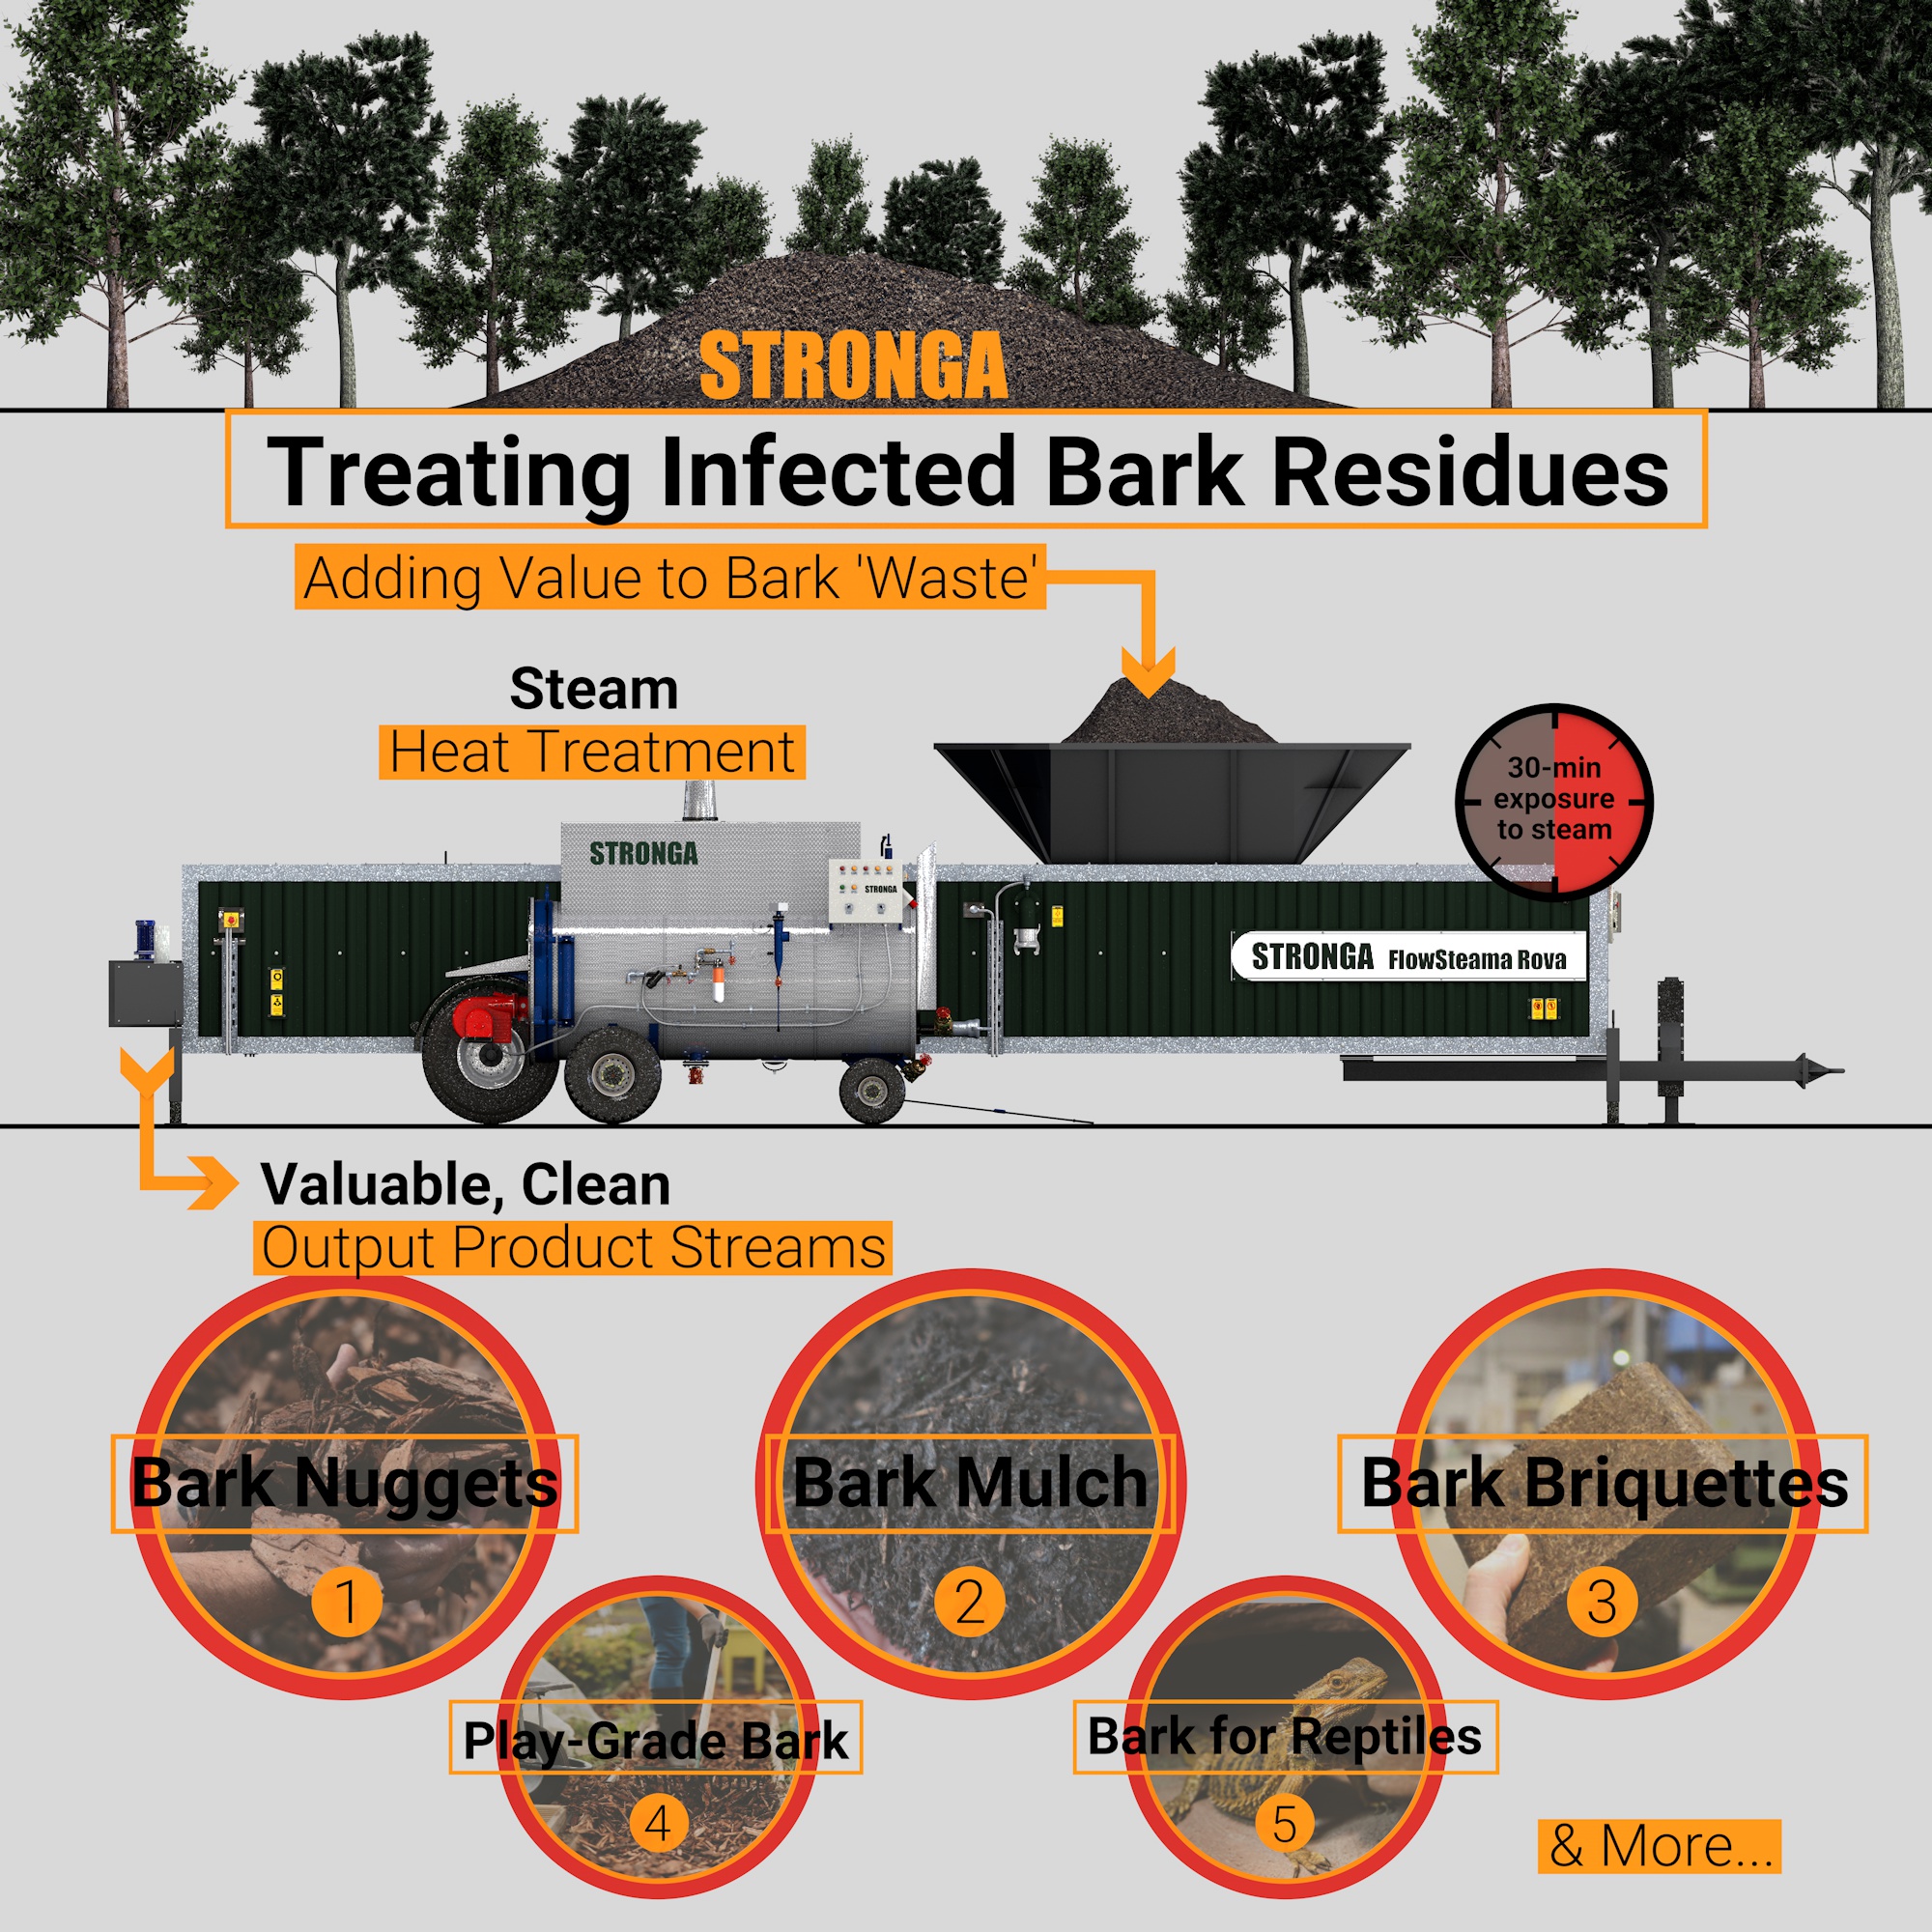 STRONGA
Treating Infected Bark Residues
Adding Value to Bark 'Waste'
Steam
Heat Treatment
30-min
exposure
to steam
STRONGA
STRONGA
STRONGA FlowSteama Rova
Valuable, Clean
Output Product Streams
Bark Nuggets
1
Bark Mulch
2
Bark Briquettes
3
Play-Grade Bark
4
Bark for Reptiles
5
& More...